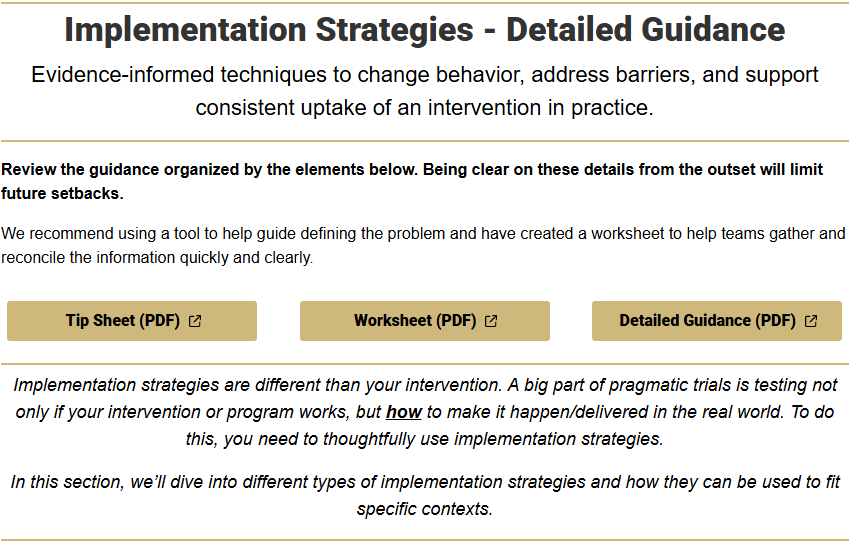 Implementation Strategies - Detailed Guidance
Evidence-informed techniques to change behavior, address barriers, and support
consistent uptake of an intervention in practice.
Review the guidance organized by the elements below. Being clear on these details from the outset will limit
future setbacks.
We recommend using a tool to help guide defining the problem and have created a worksheet to help teams gather and
reconcile the information quickly and clearly.
Tip Sheet (PDF)
Worksheet (PDF)
Detailed Guidance (PDF)
Implementation strategies are different than your intervention. A big part of pragmatic trials is testing not
only if your intervention or program works, but how to make it happen/delivered in the real world. To do
this, you need to thoughtfully use implementation strategies.
In this section, we’ll dive into different types of implementation strategies and how they can be used to fit
specific contexts.